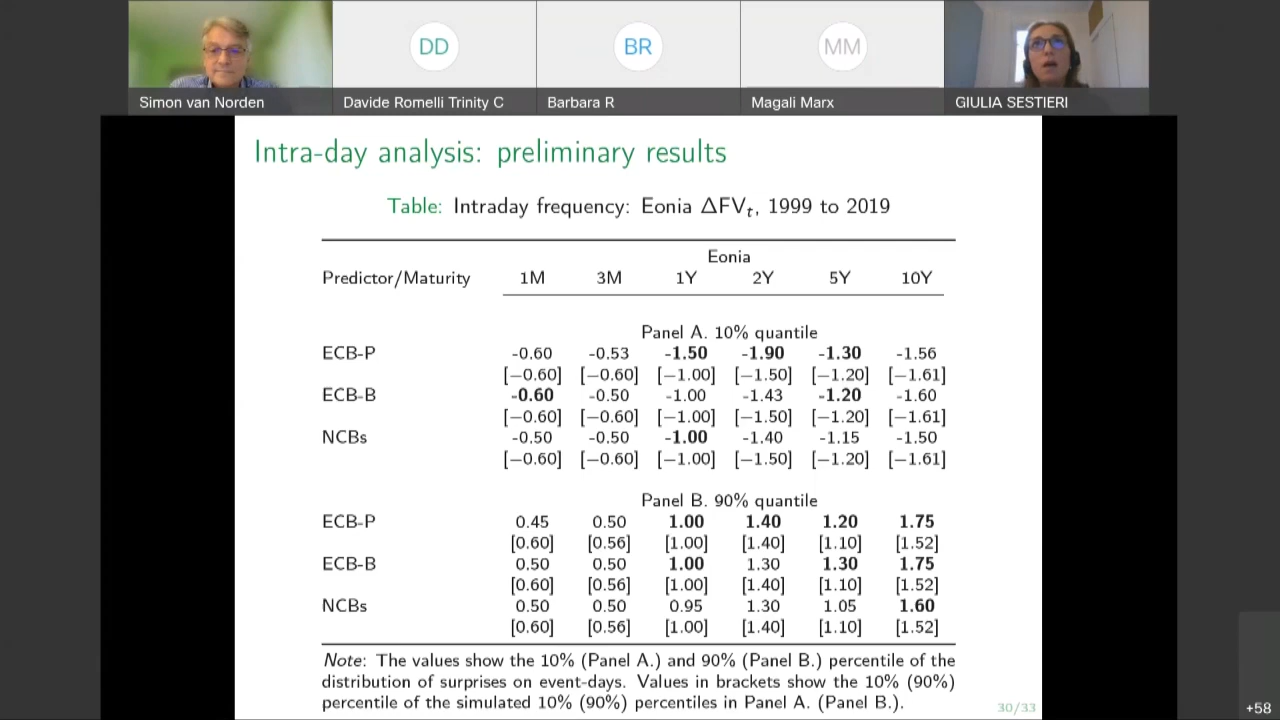 DD
BR
MM
Simon van Norden
Davide Romelli Trinity C
Barbara R
Magali Marx
GIULIA SESTIERI
Intra-day analysis: preliminary results
Table: Intraday frequency: Eonia ΔFVt, 1999 to 2019
Eonia
Predictor/Maturity 1M 3M 1Y 2Y 5Y 10Y
Panel A. 10% quantile
ECB-P -0.60 -0.53 -1.50 -1.90 -1.30 -1.56
[−0.60] [−0.60] [−1.00] [−1.50] [−1.20] [−1.61]
ECB-B -0.60 -0.50 -1.00 -1.43 -1.20 -1.60
[−0.60] [−0.60] [−1.00] [−1.50] [−1.20] [−1.61]
NCBs -0.50 -0.50 -1.00 -1.40 -1.15 -1.50
[−0.60] [−0.60] [−1.00] [−1.50] [−1.20] [−1.61]
Panel B. 90% quantile
ECB-P 0.45 0.50 1.00 1.40 1.20 1.75
[0.60] [0.56] [1.00] [1.40] [1.10] [1.52]
ECB-B 0.50 0.50 1.00 1.30 1.30 1.75
[0.60] [0.56] [1.00] [1.40] [1.10] [1.52]
NCBs 0.50 0.50 0.95 1.30 1.05 1.60
[0.60] [0.56] [1.00] [1.40] [1.10] [1.52]
Note: The values show the 10% (Panel A.) and 90% (Panel B.) percentile of the
distribution of surprises on event-days. Values in brackets show the 10% (90%)
percentile of the simulated 10% (90%) percentiles in Panel A. (Panel B.).
30/33
+58